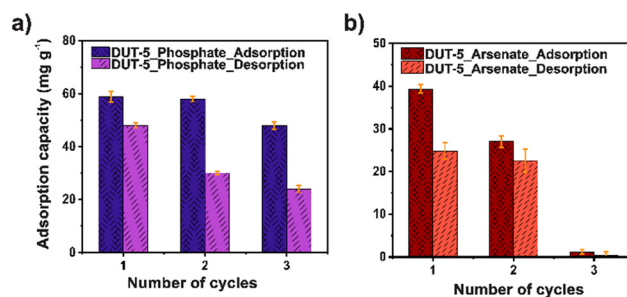 a)
Adsorption capacity (mg g⁻¹)
80
60
40
20
0
DUT-5_Phosphate_Adsorption
DUT-5_Phosphate_Desorption
1 2 3
Number of cycles
b)
50
40
30
20
10
0
DUT-5_Arsenate_Adsorption
DUT-5_Arsenate_Desorption
1 2 3
Number of cycles